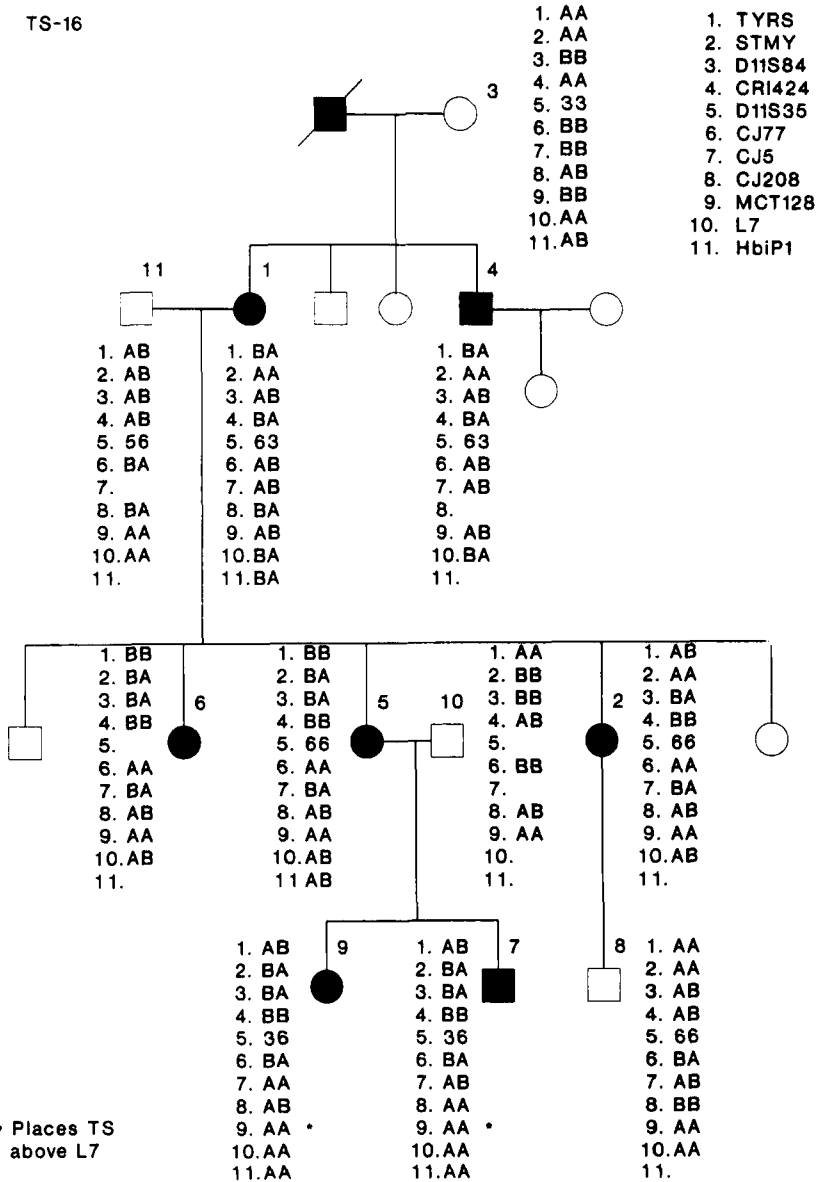 TS-16
1. AA
2. AA
3. BB
4. AA
5. 33
6. BB
7. BB
8. AB
9. BB
10. AA
11. AB
1. TYRS
2. STMY
3. D11S84
4. CRI424
5. D11S35
6. CJ77
7. CJ5
8. CJ208
9. MCT128
10. L7
11. HbiP1
3
11
1
4
1. AB
2. AB
3. AB
4. AB
5. 56
6. BA
7.
8. BA
9. AA
10. AA
11.
1. BA
2. AA
3. AB
4. BA
5. 63
6. AB
7. AB
8. BA
9. AB
10. BA
11. BA
1. BA
2. AA
3. AB
4. BA
5. 63
6. AB
7. AB
8.
9. AB
10. BA
11.
1. BB
2. BA
3. BA
4. BB
5.
6. AA
7. BA
8. AB
9. AA
10. AB
11.
6
1. BB
2. BA
3. BA
4. BB
5. 66
6. AA
7. BA
8. AB
9. AA
10. AB
11 AB
5
10
1. AA
2. BB
3. BB
4. AB
5.
6. BB
7.
8. AB
9. AA
10.
11.
2
1. AB
2. AA
3. BA
4. BB
5. 66
6. AA
7. BA
8. AB
9. AA
10. AB
11.
1. AB
2. BA
3. BA
4. BB
5. 36
6. BA
7. AA
8. AB
9. AA *
10. AA
11. AA
9
1. AB
2. BA
3. BA
4. BB
5. 36
6. BA
7. AB
8. AA
9. AA *
10. AA
11. AA
7
8
1. AA
2. AA
3. AB
4. AB
5. 66
6. BA
7. AB
8. BB
9. AA
10. AA
11.
* Places TS
above L7